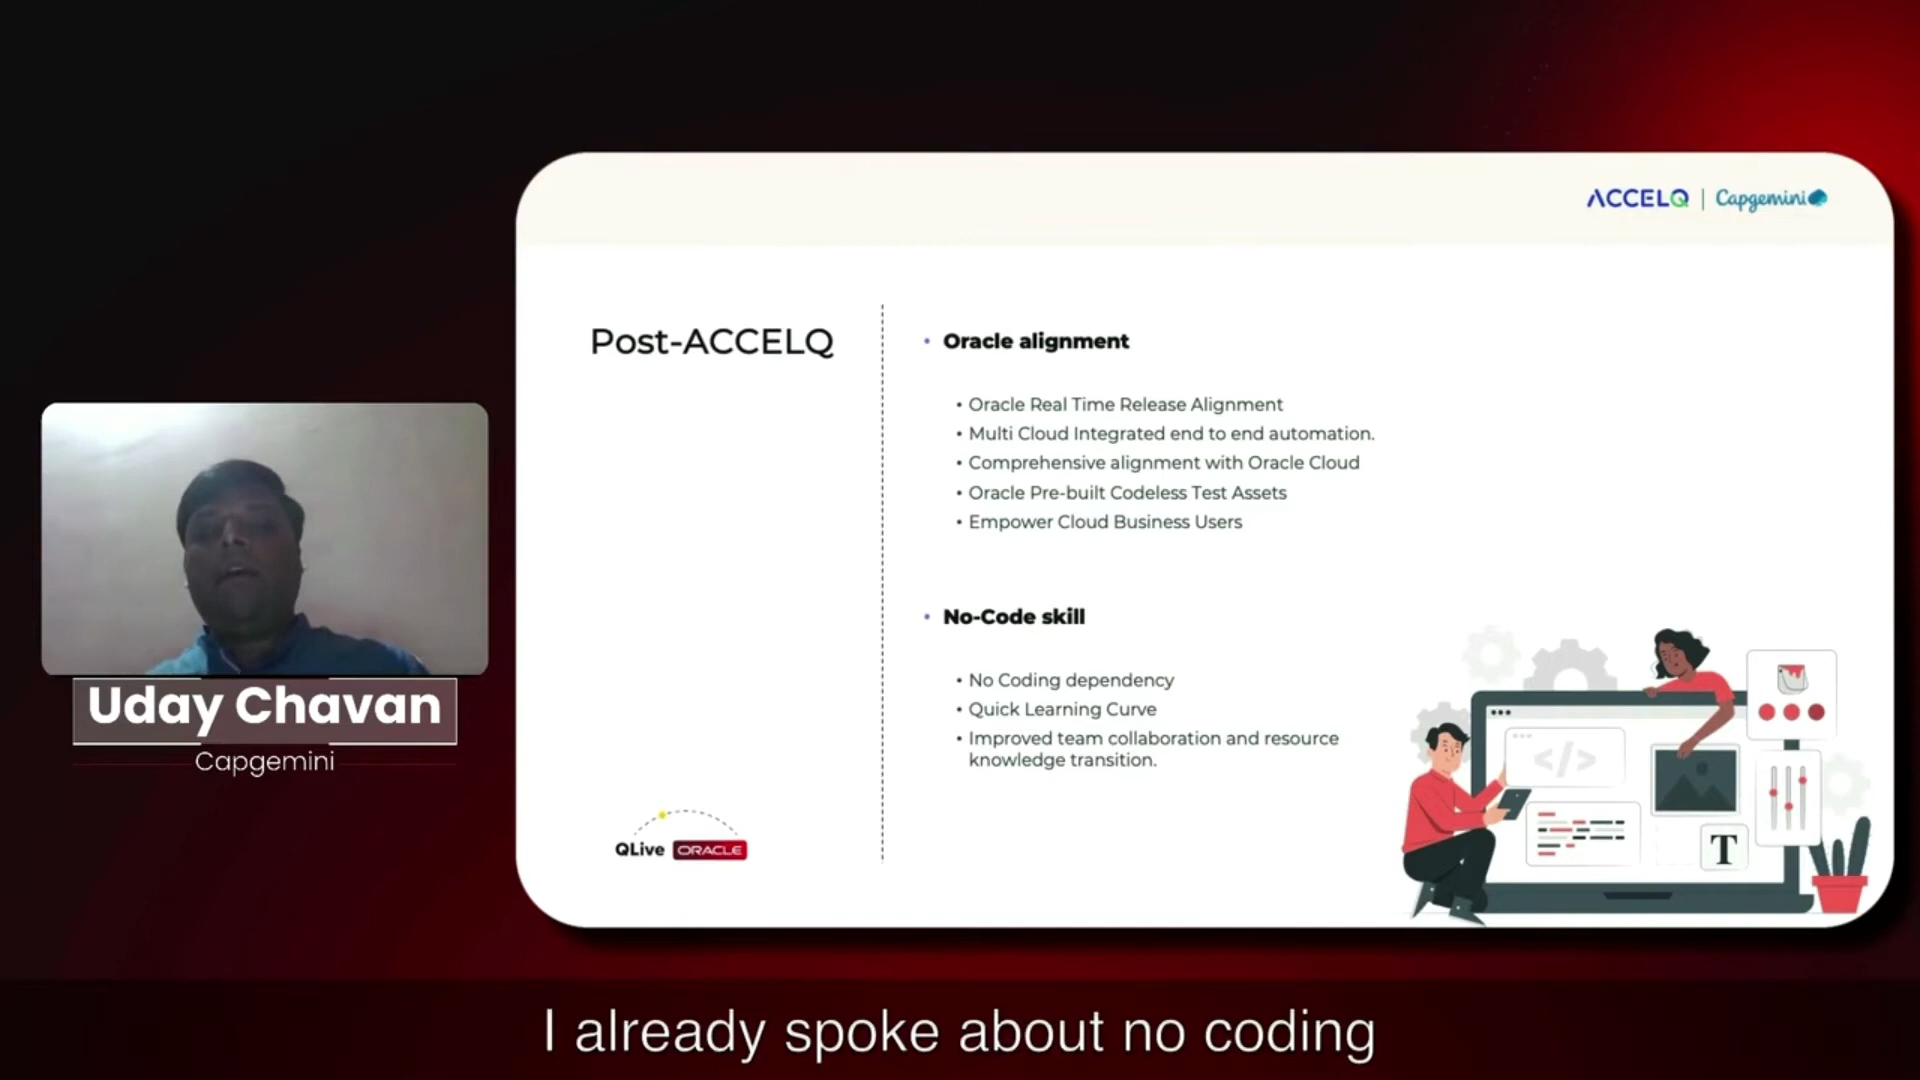 ACCELQ | Capgemini
Post-ACCELQ
• Oracle alignment
• Oracle Real Time Release Alignment
• Multi Cloud Integrated end to end automation.
• Comprehensive alignment with Oracle Cloud
• Oracle Pre-built Codeless Test Assets
• Empower Cloud Business Users
• No-Code skill
• No Coding dependency
• Quick Learning Curve
• Improved team collaboration and resource
knowledge transition.
</>
T
QLive ORACLE
Uday Chavan
Capgemini
I already spoke about no coding